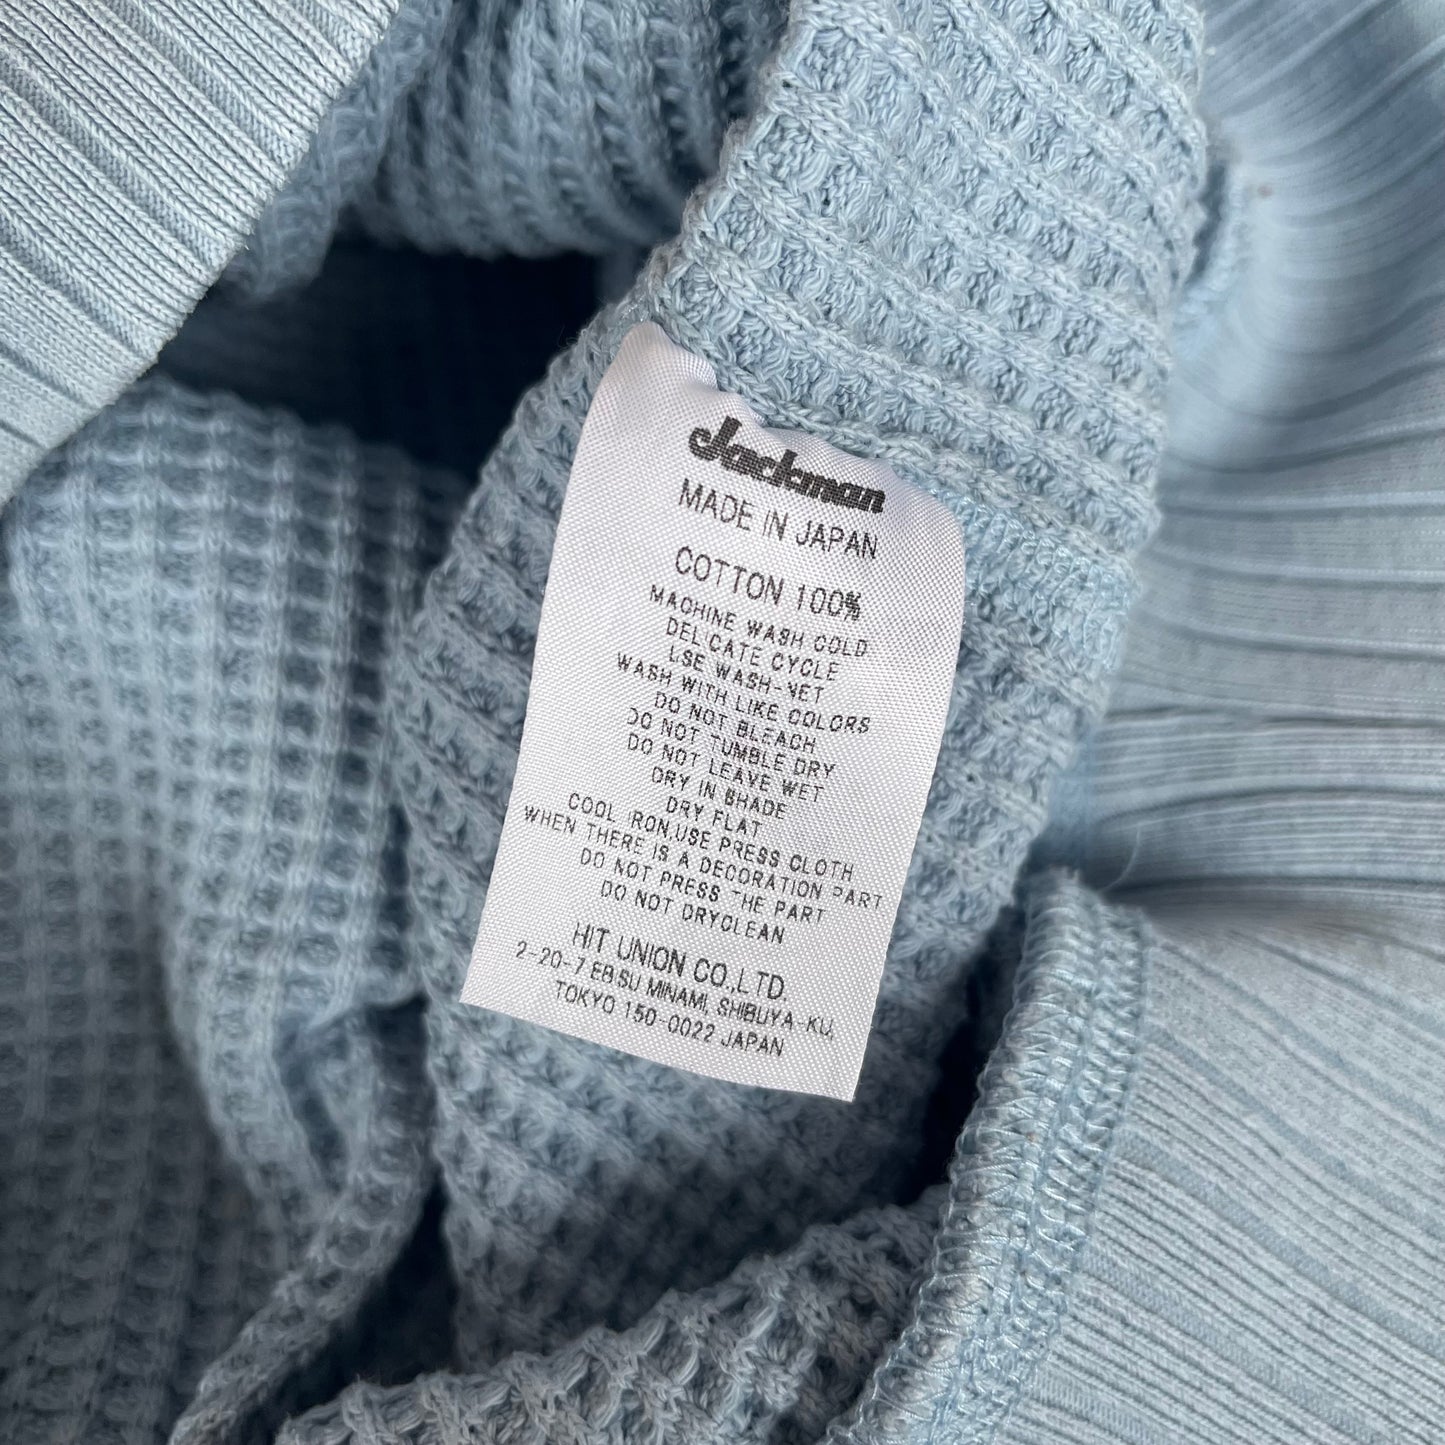 Jackman
MADE IN JAPAN
COTTON 100%
MACHINE WASH COLD
DELICATE CYCLE
USE WASH-NET
WASH WITH LIKE COLORS
DO NOT BLEACH
DO NOT TUMBLE DRY
DO NOT LEAVE WET
DRY IN SHADE
DRY FLAT
COOL IRON,USE PRESS CLOTH
WHEN THERE IS A DECORATION PART
DO NOT PRESS THE PART
DO NOT DRYCLEAN
HIT UNION CO.,LTD.
2-20-7 EBISU MINAMI, SHIBUYA-KU,
TOKYO 150-0022 JAPAN